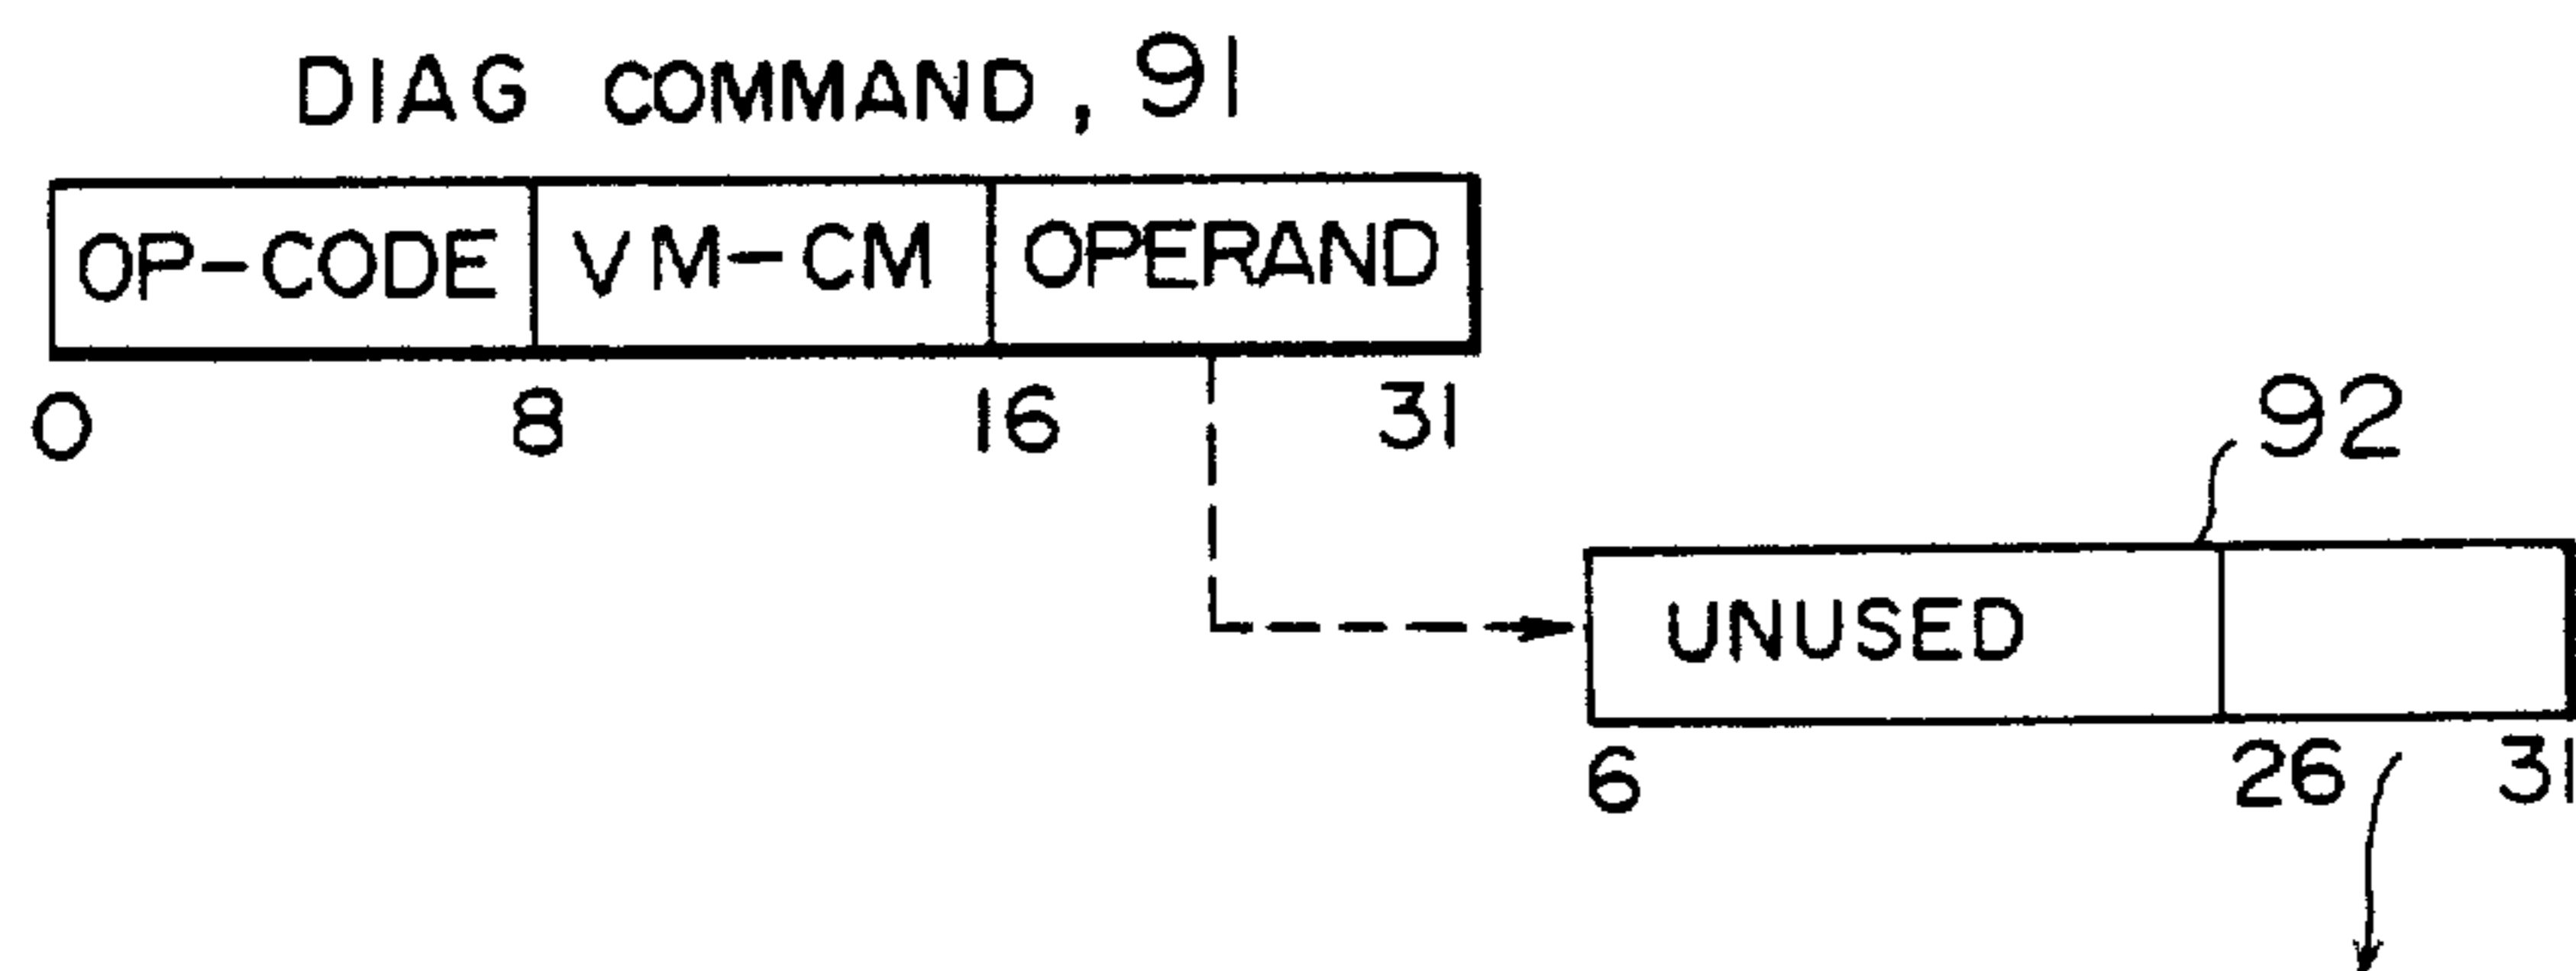 DIAG COMMAND, 91
OP-CODE VM-CM OPERAND
0 8 16 31
92
UNUSED
6 26 31